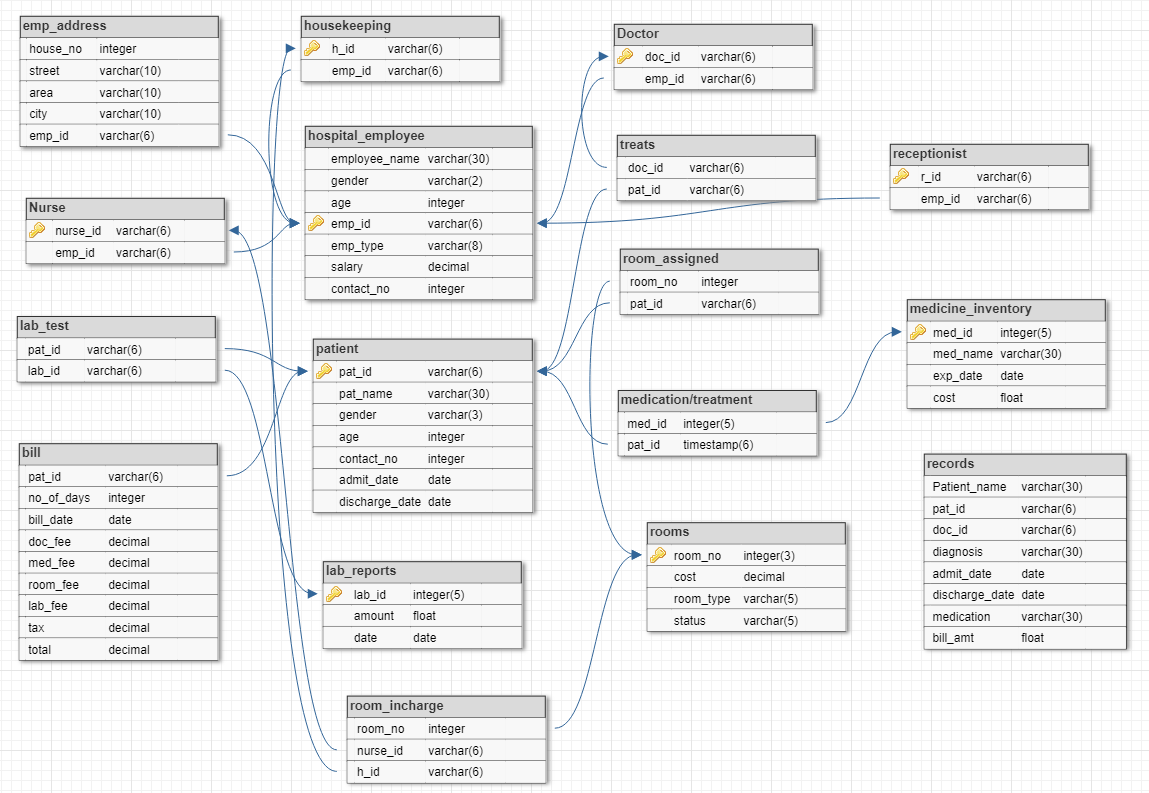 emp_address
house_no integer
street varchar(10)
area varchar(10)
city varchar(10)
emp_id varchar(6)
housekeeping
h_id varchar(6)
emp_id varchar(6)
Doctor
doc_id varchar(6)
emp_id varchar(6)
hospital_employee
employee_name varchar(30)
gender varchar(2)
age integer
emp_id varchar(6)
emp_type varchar(8)
salary decimal
contact_no integer
treats
doc_id varchar(6)
pat_id varchar(6)
receptionist
r_id varchar(6)
emp_id varchar(6)
Nurse
nurse_id varchar(6)
emp_id varchar(6)
room_assigned
room_no integer
pat_id varchar(6)
medicine_inventory
med_id integer(5)
med_name varchar(30)
exp_date date
cost float
lab_test
pat_id varchar(6)
lab_id varchar(6)
patient
pat_id varchar(6)
pat_name varchar(30)
gender varchar(3)
age integer
contact_no integer
admit_date date
discharge_date date
medication/treatment
med_id integer(5)
pat_id timestamp(6)
bill
pat_id varchar(6)
no_of_days integer
bill_date date
doc_fee decimal
med_fee decimal
room_fee decimal
lab_fee decimal
tax decimal
total decimal
records
Patient_name varchar(30)
pat_id varchar(6)
doc_id varchar(6)
diagnosis varchar(30)
admit_date date
discharge_date date
medication varchar(30)
bill_amt float
rooms
room_no integer(3)
cost decimal
room_type varchar(5)
status varchar(5)
lab_reports
lab_id integer(5)
amount float
date date
room_incharge
room_no integer
nurse_id varchar(6)
h_id varchar(6)